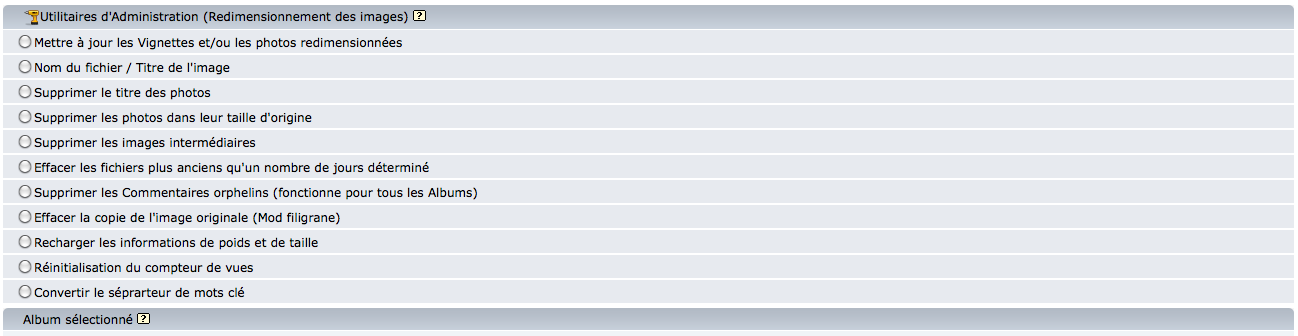 Utilitaires d'Administration (Redimensionnement des images) ?
Mettre à jour les Vignettes et/ou les photos redimensionnées
Nom du fichier / Titre de l'image
Supprimer le titre des photos
Supprimer les photos dans leur taille d'origine
Supprimer les images intermédiaires
Effacer les fichiers plus anciens qu'un nombre de jours déterminé
Supprimer les Commentaires orphelins (fonctionne pour tous les Albums)
Effacer la copie de l'image originale (Mod filigrane)
Recharger les informations de poids et de taille
Réinitialisation du compteur de vues
Convertir le séprarteur de mots clé
Album sélectionné ?